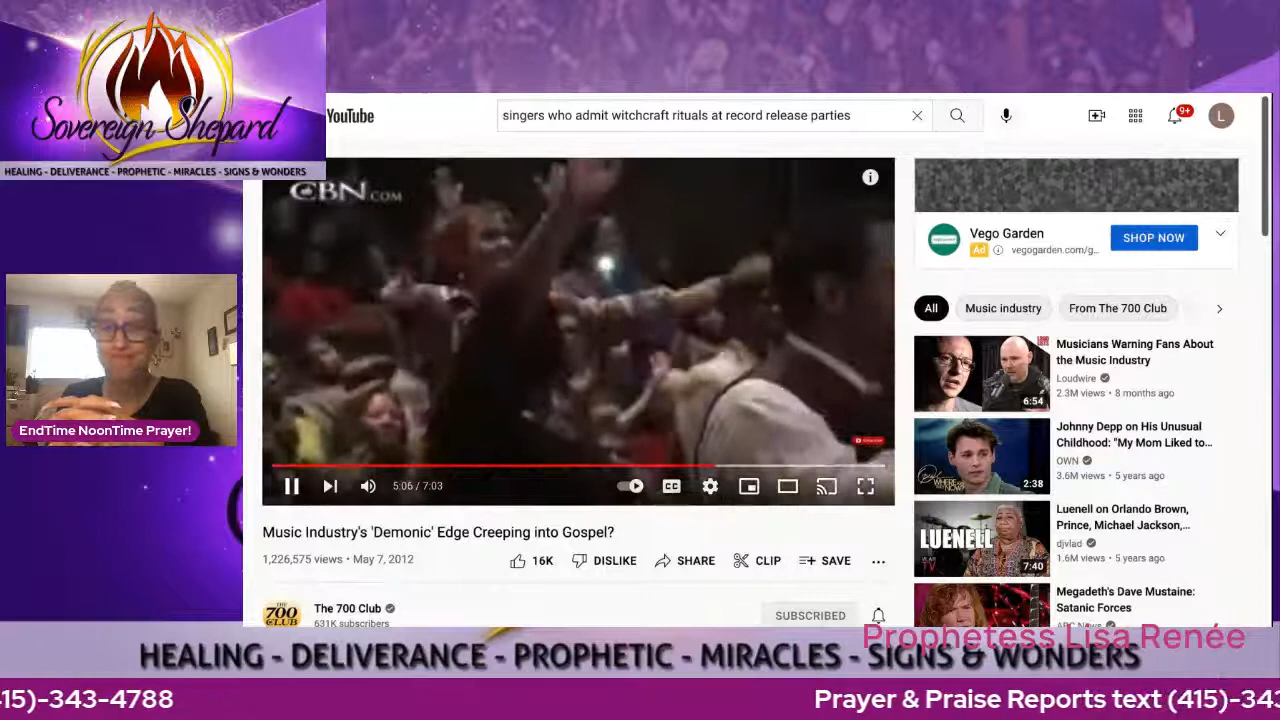 Sovereign Shepard
HEALING - DELIVERANCE - PROPHETIC - MIRACLES - SIGNS & WONDERS
YouTube
singers who admit witchcraft rituals at record release parties
9+
L
CBN.COM
i
5:06 / 7:03
CC
Music Industry's 'Demonic' Edge Creeping into Gospel?
1,226,575 views • May 7, 2012
16K
DISLIKE
SHARE
CLIP
SAVE
...
THE
700
CLUB
The 700 Club
631K subscribers
SUBSCRIBED
Vego Garden
Ad
vegogarden.com/g...
SHOP NOW
All
Music industry
From The 700 Club
6:54
Musicians Warning Fans About
the Music Industry
Loudwire
2.3M views • 8 months ago
2:38
Johnny Depp on His Unusual
Childhood: "My Mom Liked to...
OWN
3.6M views • 5 years ago
LUENELL
7:40
Luenell on Orlando Brown,
Prince, Michael Jackson,...
djvlad
1.6M views • 5 years ago
Megadeth's Dave Mustaine:
Satanic Forces
ABC News
EndTime NoonTime Prayer!
Prophetess Lisa Renée
HEALING - DELIVERANCE - PROPHETIC - MIRACLES - SIGNS & WONDERS
15)-343-4788
Prayer & Praise Reports text (415)-343